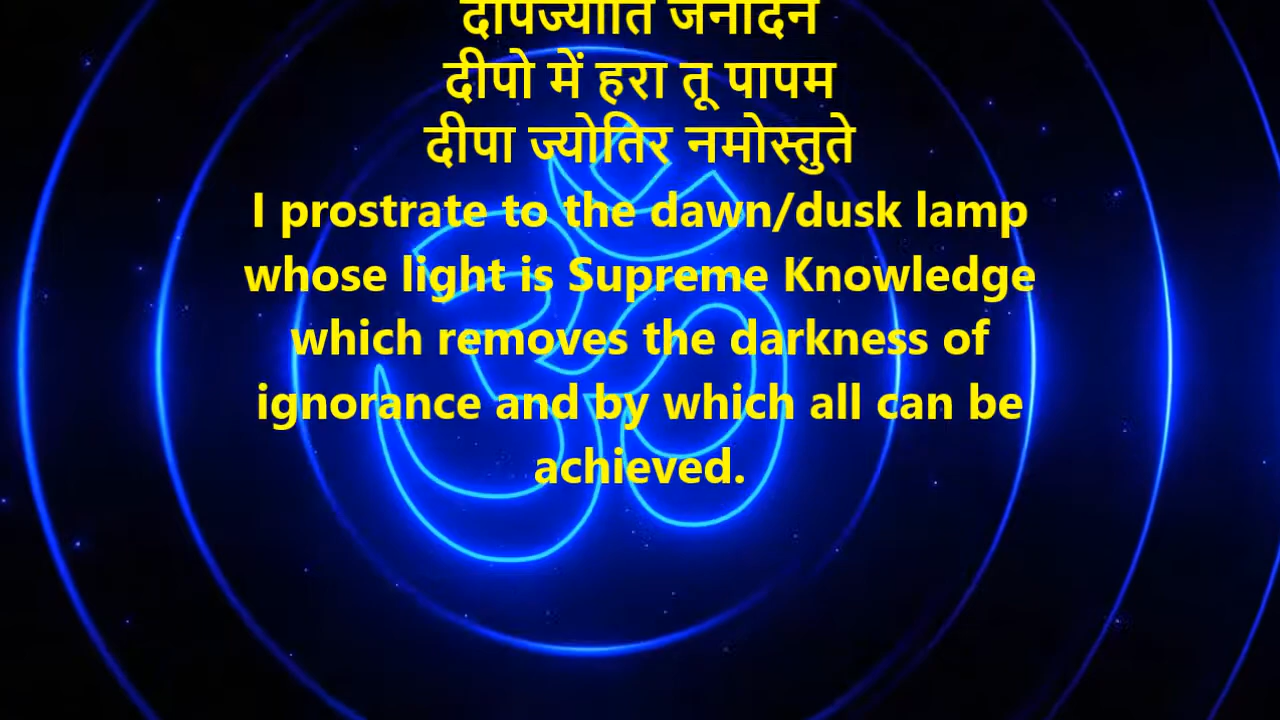 दीपज्योति जनार्दन
दीपो में हरा तू पापम
दीपा ज्योतिर नमोस्तुते
I prostrate to the dawn/dusk lamp
whose light is Supreme Knowledge
which removes the darkness of
ignorance and by which all can be
achieved.